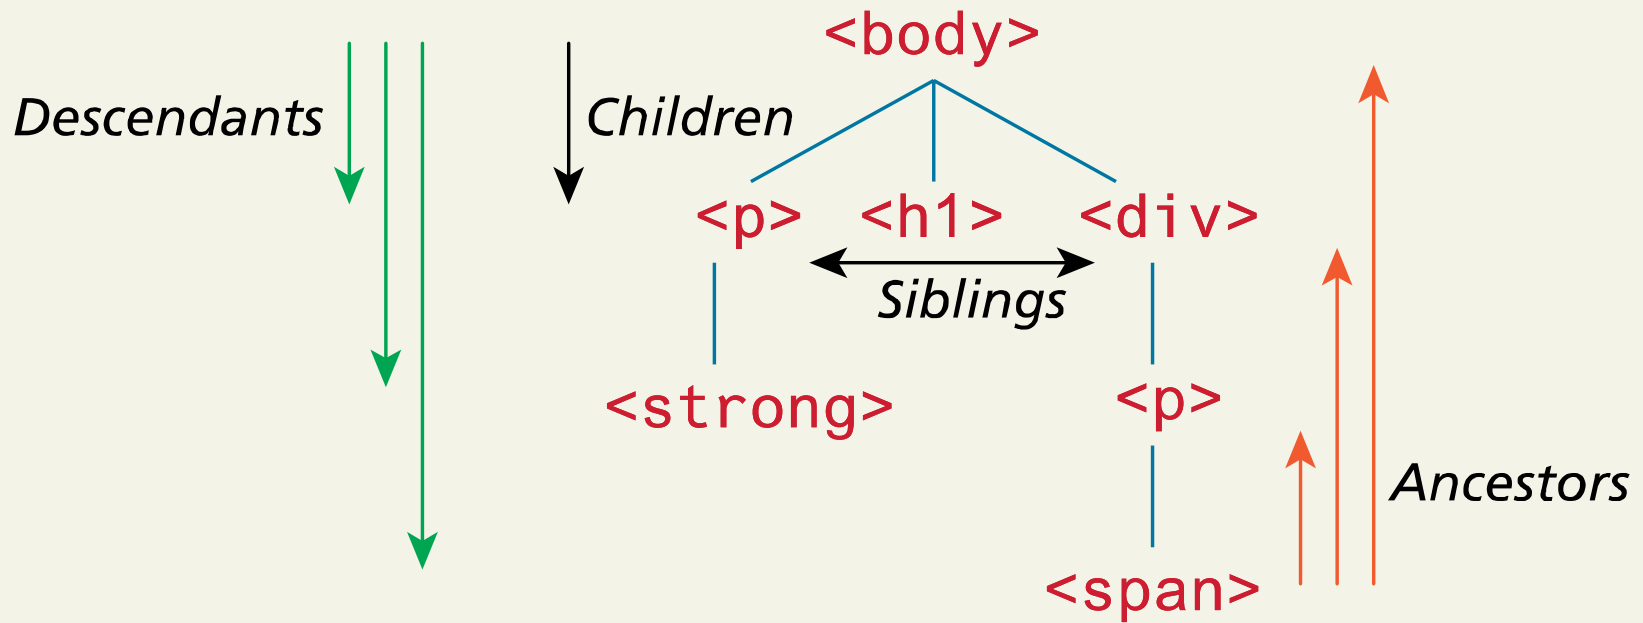 <body>
Descendants
Children
<p> <h1> <div>
Siblings
<strong>
<p>
Ancestors
<span>